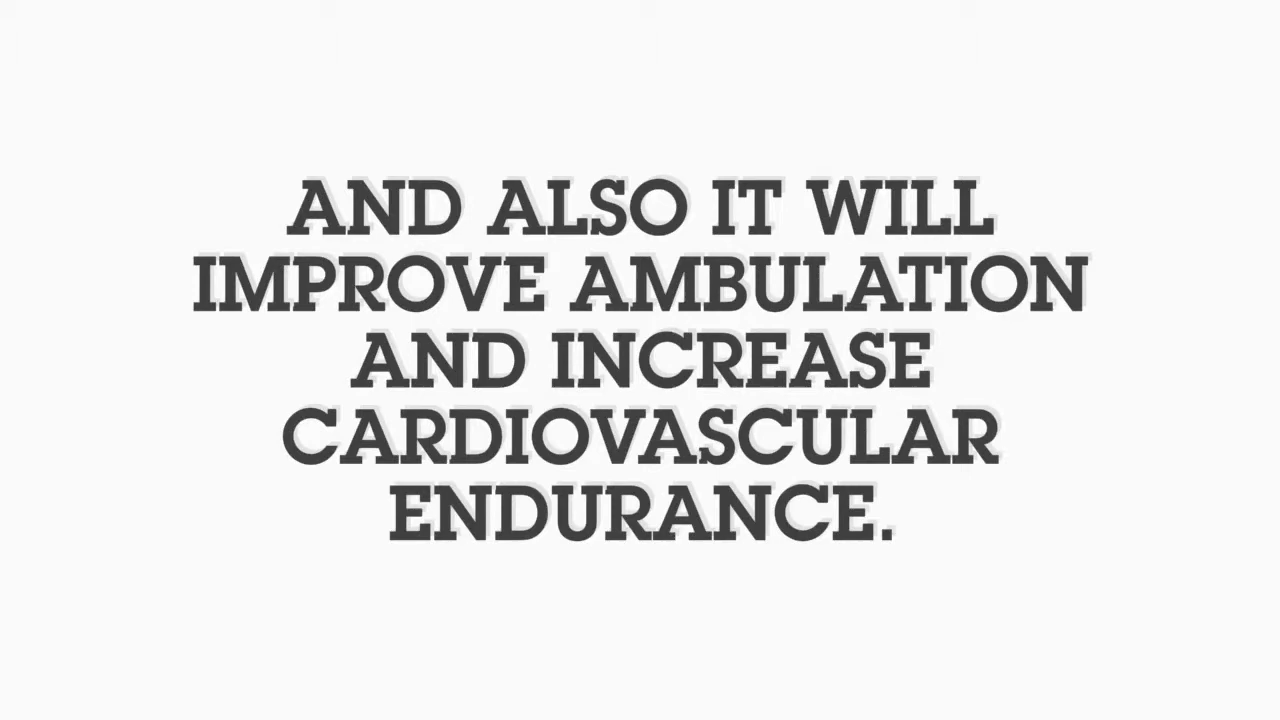 AND ALSO IT WILL
IMPROVE AMBULATION
AND INCREASE
CARDIOVASCULAR
ENDURANCE.